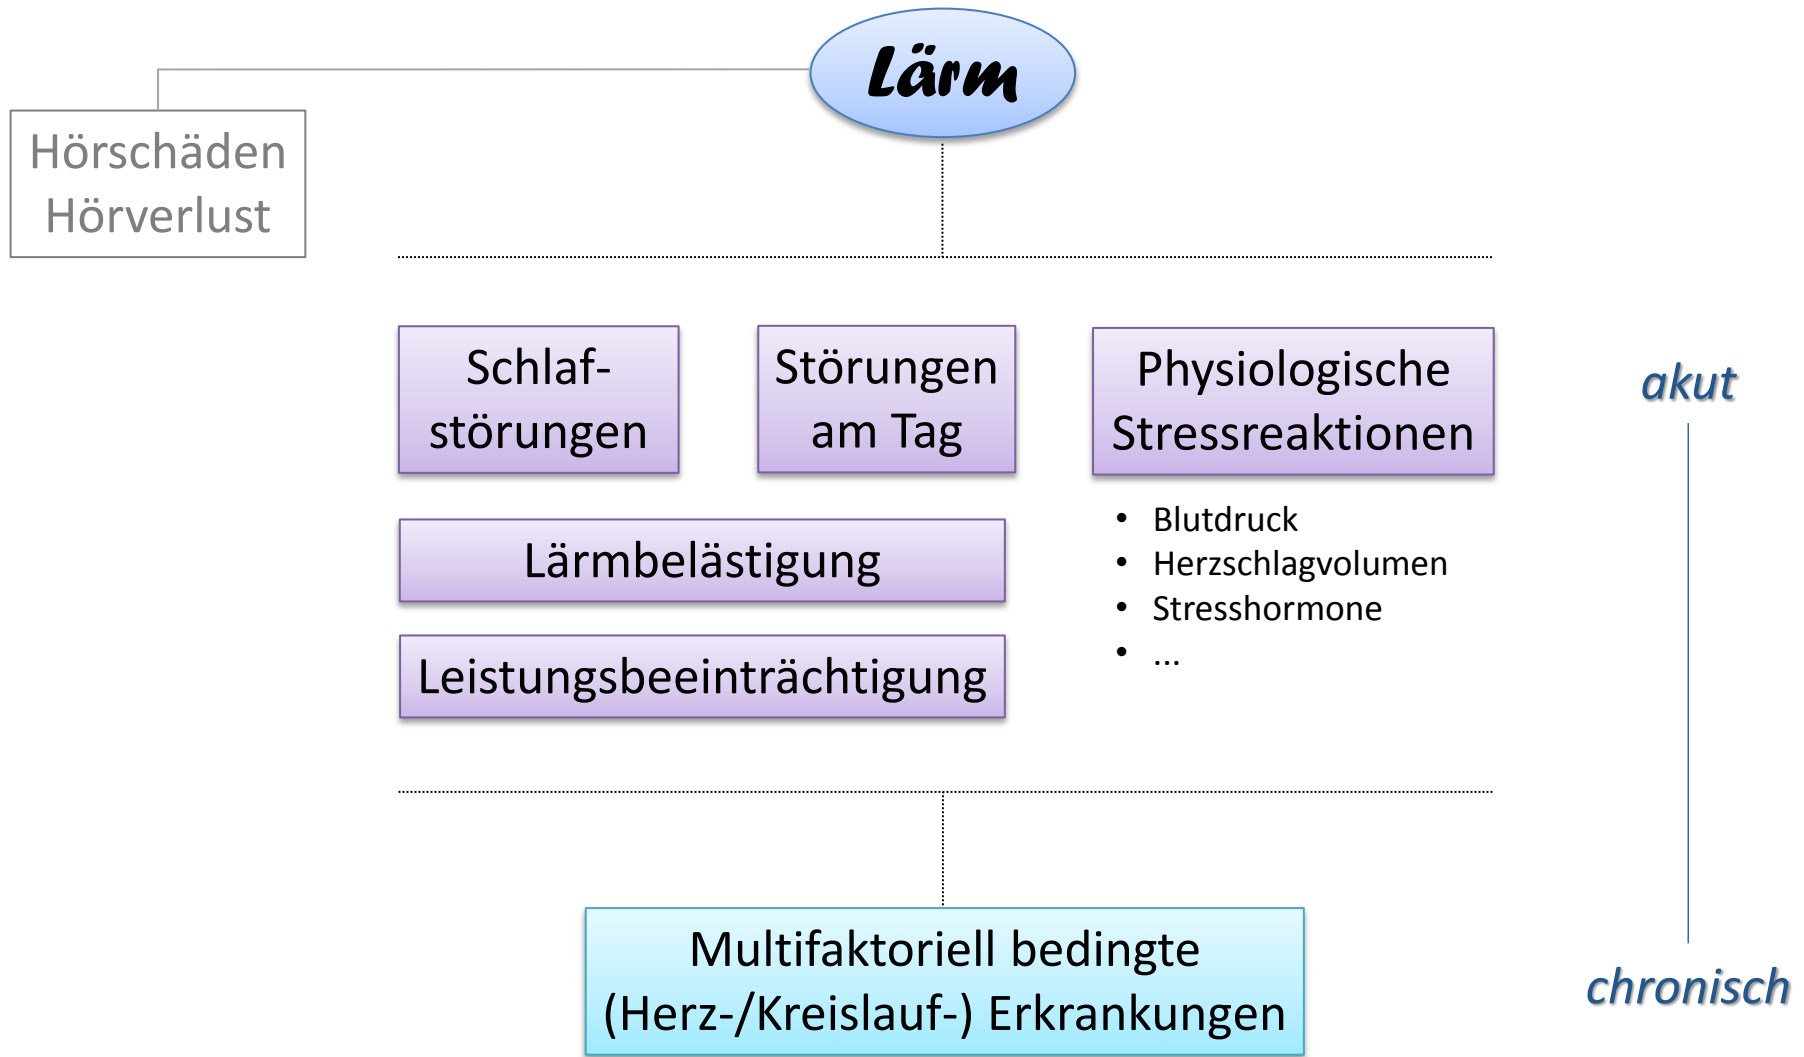 Lärm
Hörschäden
Hörverlust
Schlaf-
störungen
Störungen
am Tag
Physiologische
Stressreaktionen
akut
• Blutdruck
• Herzschlagvolumen
• Stresshormone
• ...
Lärmbelästigung
Leistungsbeeinträchtigung
Multifaktoriell bedingte
(Herz-/Kreislauf-) Erkrankungen
chronisch